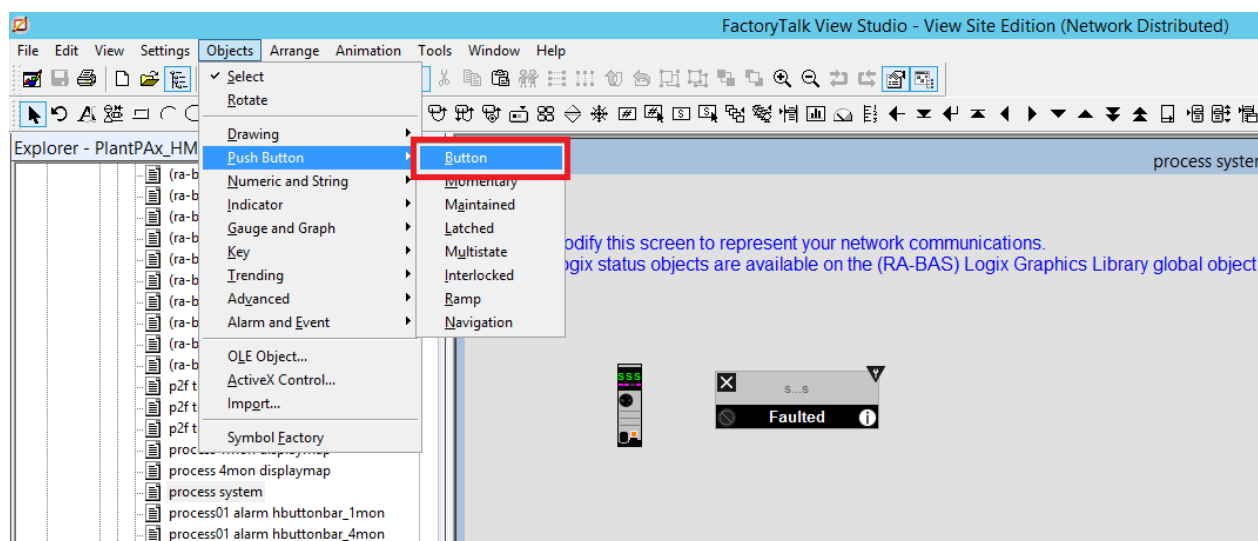 FactoryTalk View Studio - View Site Edition (Network Distributed)
File Edit View Settings Objects Arrange Animation Tools Window Help
Select
Rotate
Drawing
Push Button
Numeric and String
Indicator
Gauge and Graph
Key
Trending
Advanced
Alarm and Event
OLE Object...
ActiveX Control...
Import...
Symbol Factory
Button
Momentary
Maintained
Latched
Multistate
Interlocked
Ramp
Navigation
Explorer - PlantPAx_HM
(ra-b
(ra-b
(ra-b
(ra-b
(ra-b
(ra-b
(ra-b
(ra-b
(ra-b
(ra-b
p2f t
p2f t
p2f t
process 4mon displaymap
process system
process01 alarm hbuttonbar_1mon
process01 alarm hbuttonbar_4mon
process system
odify this screen to represent your network communications.
ogix status objects are available on the (RA-BAS) Logix Graphics Library global object
sss
s...s
Faulted